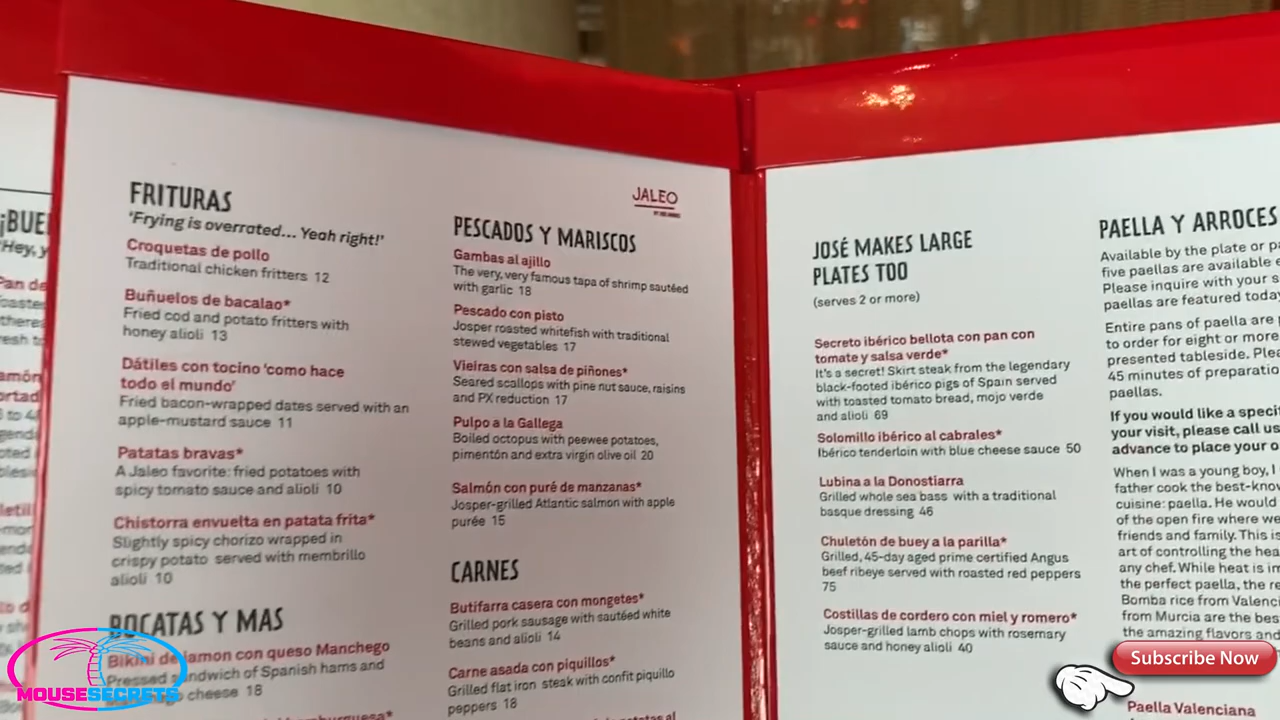 ¡BUE
'Hey, y
FRITURAS
'Frying is overrated... Yeah right!'
Croquetas de pollo
Traditional chicken fritters 12
Buñuelos de bacalao*
Fried cod and potato fritters with
honey alioli 13
Dátiles con tocino 'como hace
todo el mundo'
Fried bacon-wrapped dates served with an
apple-mustard sauce 11
Patatas bravas*
A Jaleo favorite: fried potatoes with
spicy tomato sauce and alioli 10
Chistorra envuelta en patata frita*
Slightly spicy chorizo wrapped in
crispy potato served with membrillo
alioli 10
BOCATAS Y MAS
Bikini de jamon con queso Manchego
Pressed sandwich of Spanish hams and
cheese 18
JALEO
PESCADOS Y MARISCOS
Gambas al ajillo
The very, very famous tapa of shrimp sautéed
with garlic 18
Pescado con pisto
Josper roasted whitefish with traditional
stewed vegetables 17
Vieiras con salsa de piñones*
Seared scallops with pine nut sauce, raisins
and PX reduction 17
Pulpo a la Gallega
Boiled octopus with peewee potatoes,
pimentón and extra virgin olive oil 20
Salmón con puré de manzanas*
Josper-grilled Atlantic salmon with apple
purée 15
CARNES
Butifarra casera con mongetes*
Grilled pork sausage with sautéed white
beans and alioli 14
Carne asada con piquillos*
Grilled flat iron steak with confit piquillo
peppers 18
JOSÉ MAKES LARGE
PLATES TOO
(serves 2 or more)
Secreto ibérico bellota con pan con
tomate y salsa verde*
It's a secret! Skirt steak from the legendary
black-footed ibérico pigs of Spain served
with toasted tomato bread, mojo verde
and alioli 69
Solomillo ibérico al cabrales*
Ibérico tenderloin with blue cheese sauce 50
Lubina a la Donostiarra
Grilled whole sea bass with a traditional
basque dressing 46
Chuletón de buey a la parilla*
Grilled, 45-day aged prime certified Angus
beef ribeye served with roasted red peppers
75
Costillas de cordero con miel y romero*
Josper-grilled lamb chops with rosemary
sauce and honey alioli 40
PAELLA Y ARROCES
Available by the plate or p
five paellas are available e
Please inquire with your s
paellas are featured today
Entire pans of paella are p
to order for eight or more
presented tableside. Plea
45 minutes of preparatio
paellas.
If you would like a speci
your visit, please call us
advance to place your o
When I was a young boy, I
father cook the best-know
cuisine: paella. He would
of the open fire where we
friends and family. This is
art of controlling the hea
any chef. While heat is im
the perfect paella, the re
Bomba rice from Valenci
from Murcia are the bes
the amazing flavors and
Paella Valenciana
MOUSESECRETS
Subscribe Now